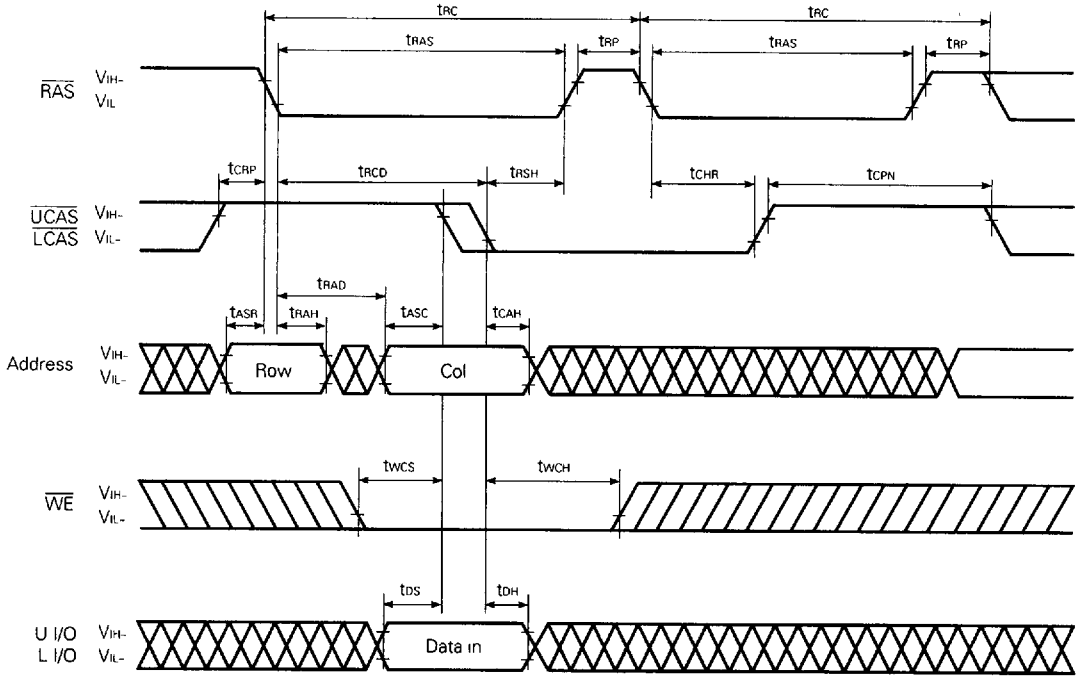 tRC tRC
tRAS tRP tRAS tRP
RAS VIH-
VIL
tCRP tRCD tRSH tCHR tCPN
UCAS VIH-
LCAS VIL-
tRAD
tASR tRAH tASC tCAH
Address VIH-
VIL-
Row Col
tWCS tWCH
WE VIH-
VIL-
tDS tDH
U I/O VIH-
L I/O VIL-
Data in